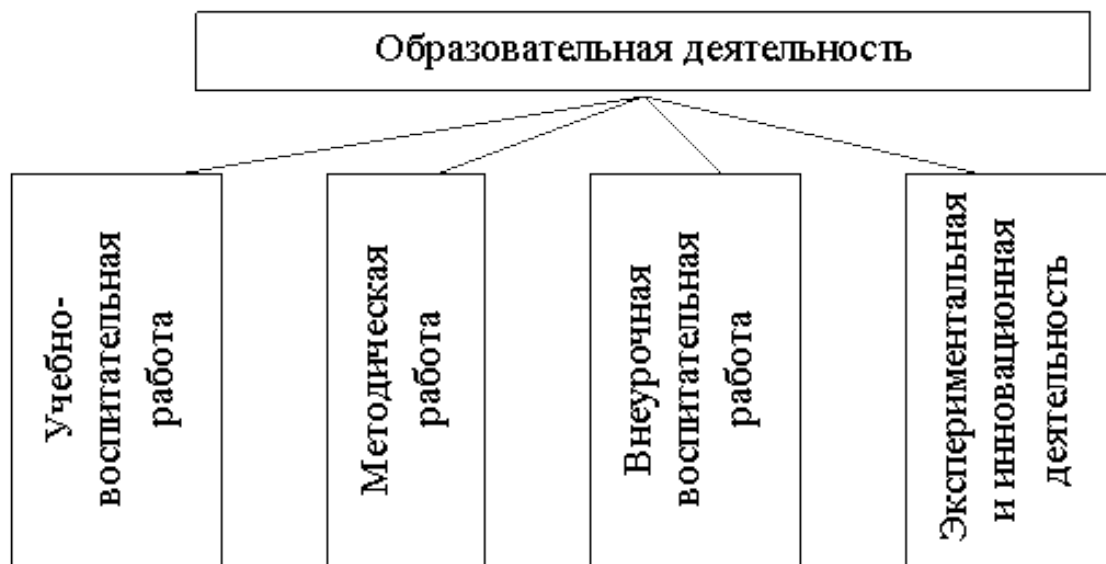 Образовательная деятельность
Учебно-
воспитательная
работа
Методическая
работа
Внеурочная
воспитательная
работа
Экспериментальная
и инновационная
деятельность